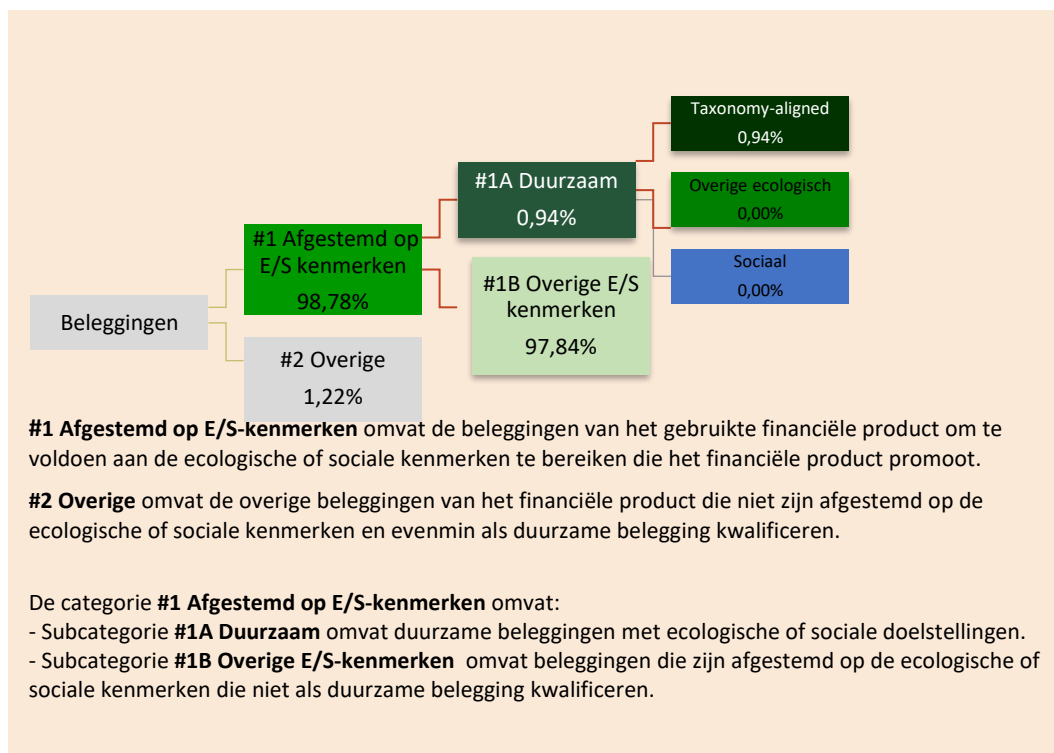 Taxonomy-aligned
0,94%
#1A Duurzaam
0,94%
Overige ecologisch
0,00%
#1 Afgestemd op
E/S kenmerken
98,78%
Sociaal
0,00%
#1B Overige E/S
kenmerken
97,84%
Beleggingen
#2 Overige
1,22%
#1 Afgestemd op E/S-kenmerken omvat de beleggingen van het gebruikte financiële product om te
voldoen aan de ecologische of sociale kenmerken te bereiken die het financiële product promoot.
#2 Overige omvat de overige beleggingen van het financiële product die niet zijn afgestemd op de
ecologische of sociale kenmerken en evenmin als duurzame belegging kwalificeren.
De categorie #1 Afgestemd op E/S-kenmerken omvat:
- Subcategorie #1A Duurzaam omvat duurzame beleggingen met ecologische of sociale doelstellingen.
- Subcategorie #1B Overige E/S-kenmerken omvat beleggingen die zijn afgestemd op de ecologische of
sociale kenmerken die niet als duurzame belegging kwalificeren.